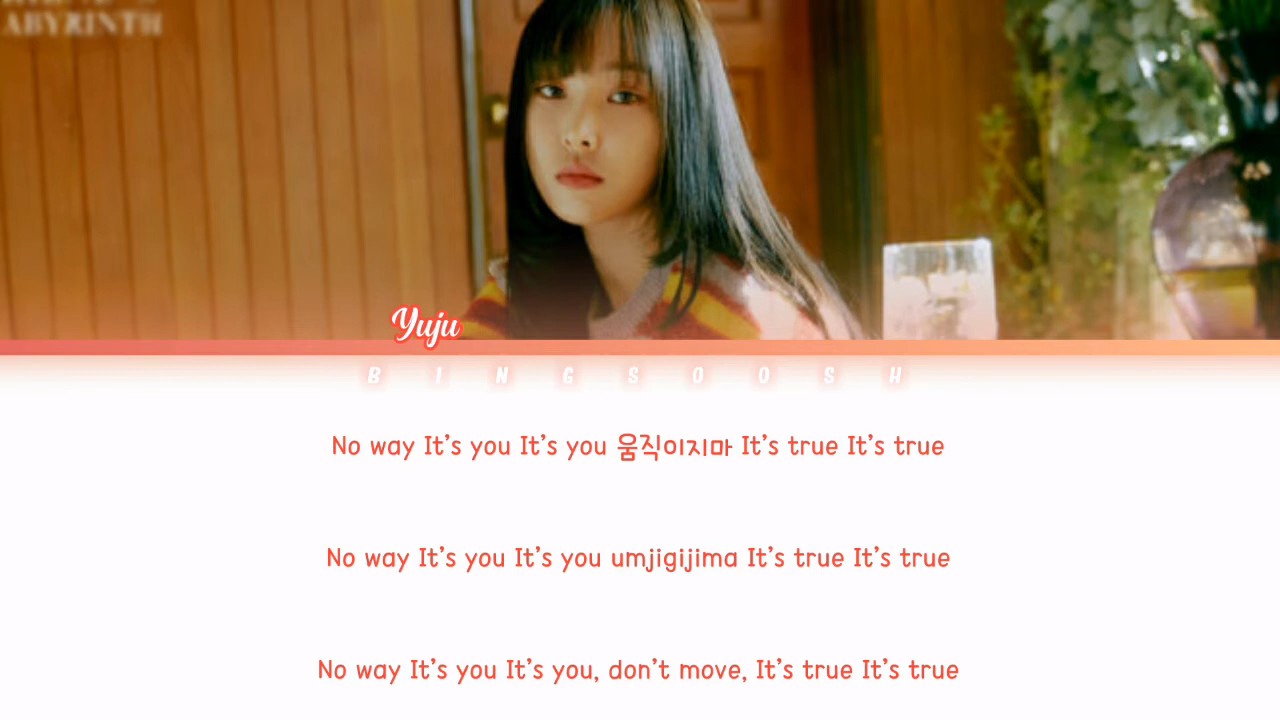 ABYRINTH
Yuju
BINGSOOSH
No way It's you It's you 움직이지마 It's true It's true
No way It's you It's you umjigijima It's true It's true
No way It's you It's you, don't move, It's true It's true